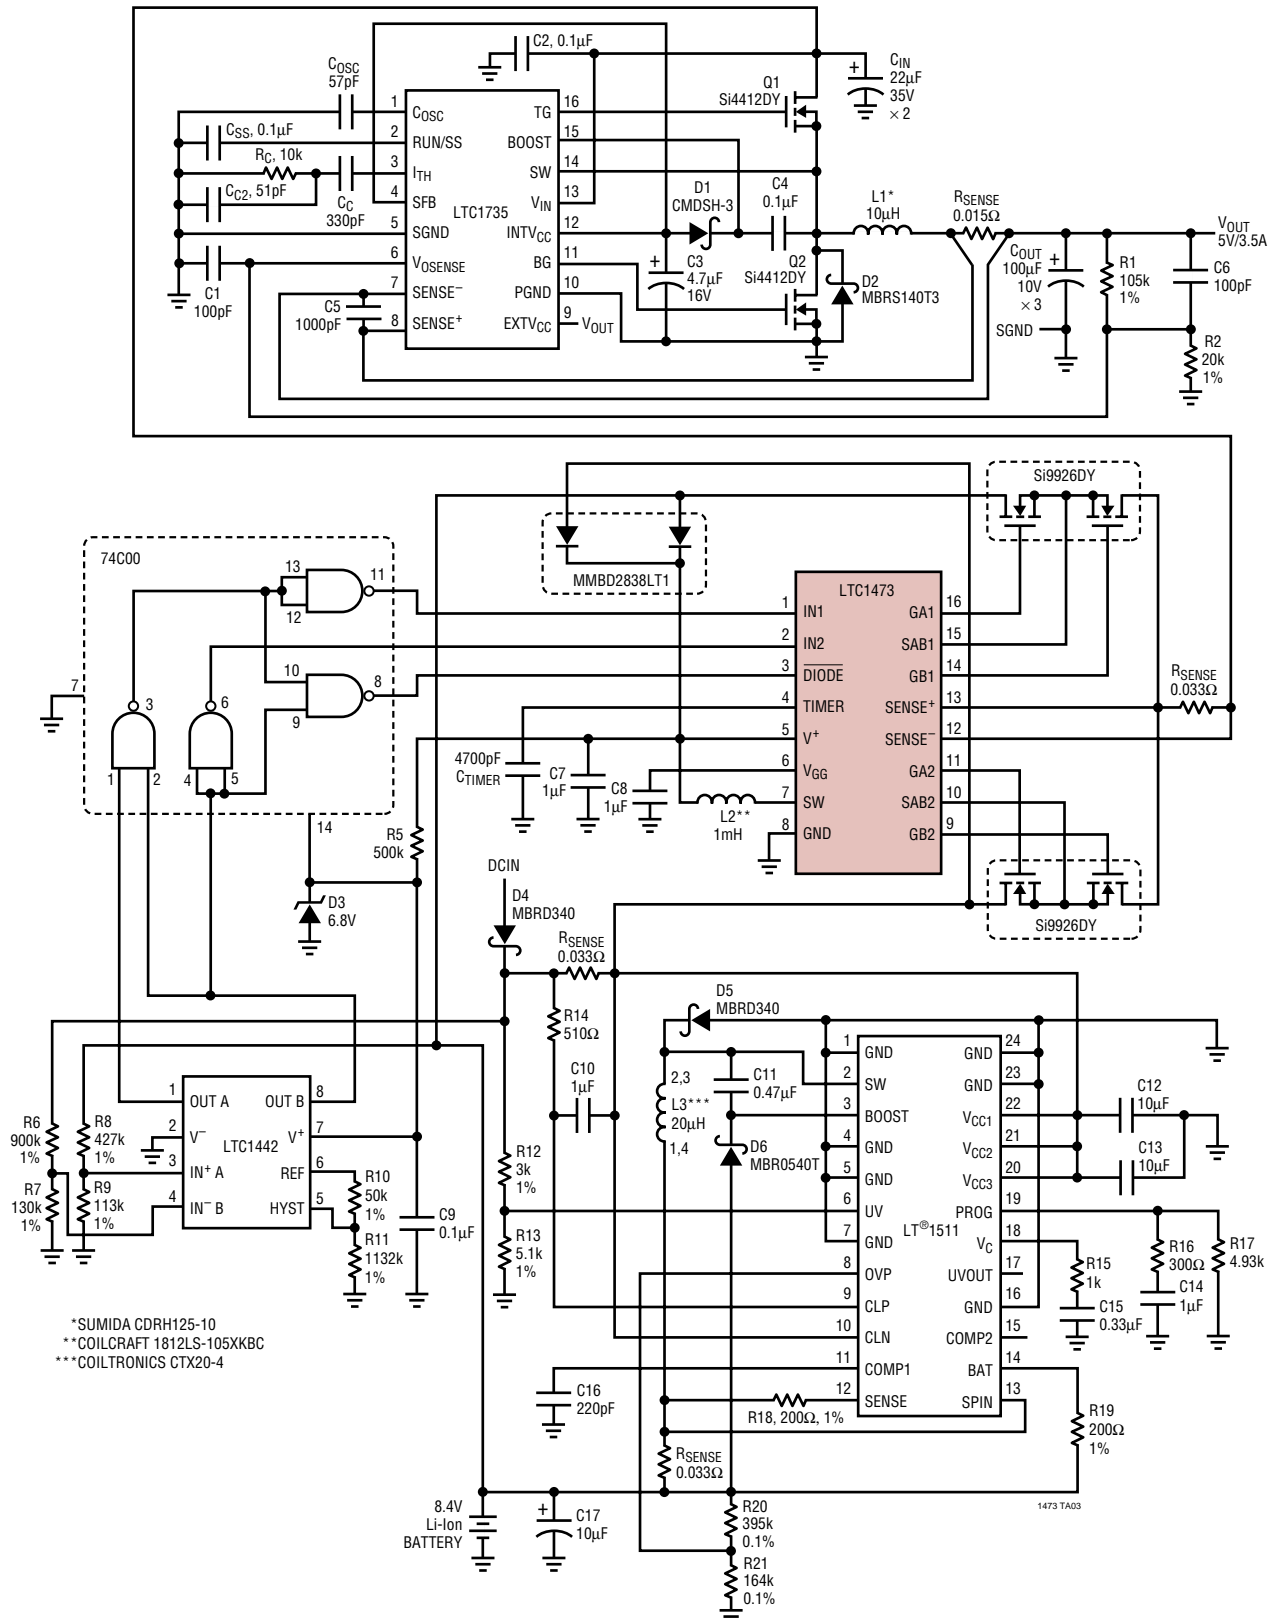 C2, 0.1µF
COSC
57pF
CIN
22µF
35V
× 2
Q1
Si4412DY
CSS, 0.1µF
RC, 10k
CC2, 51pF
CC
330pF
C1
100pF
C5
1000pF
1
2
3
4
5
6
7
8
COSC
RUN/SS
ITH
SFB
SGND
VOSENSE
SENSE–
SENSE+
LTC1735
TG
BOOST
SW
VIN
INTVCC
BG
PGND
EXTVCC
16
15
14
13
12
11
10
9
VOUT
D1
CMDSH-3
C4
0.1µF
C3
4.7µF
16V
Q2
Si4412DY
D2
MBRS140T3
L1*
10µH
RSENSE
0.015Ω
VOUT
5V/3.5A
COUT
100µF
10V
× 3
SGND
R1
105k
1%
C6
100pF
R2
20k
1%
Si9926DY
MMBD2838LT1
74C00
13
12
11
10
9
8
7
3
6
1
2
4
5
14
LTC1473
1
2
3
4
5
6
7
8
IN1
IN2
DIODE
TIMER
V+
VGG
SW
GND
GA1
SAB1
GB1
SENSE+
SENSE–
GA2
SAB2
GB2
16
15
14
13
12
11
10
9
RSENSE
0.033Ω
4700pF
CTIMER
C7
1µF
C8
1µF
L2**
1mH
R5
500k
D3
6.8V
Si9926DY
DCIN
D4
MBRD340
RSENSE
0.033Ω
R14
510Ω
C10
1µF
D5
MBRD340
2,3
L3***
20µH
1,4
C11
0.47µF
D6
MBR0540T
R6
900k
1%
R7
130k
1%
R8
427k
1%
R9
113k
1%
1
2
3
4
OUT A
V–
IN+ A
IN– B
LTC1442
OUT B
V+
REF
HYST
8
7
6
5
R10
50k
1%
R11
1132k
1%
C9
0.1µF
R12
3k
1%
R13
5.1k
1%
1
2
3
4
5
6
7
8
9
10
11
12
GND
SW
BOOST
GND
GND
UV
GND
OVP
CLP
CLN
COMP1
SENSE
LT®1511
GND
GND
VCC1
VCC2
VCC3
PROG
VC
UVOUT
GND
COMP2
BAT
SPIN
24
23
22
21
20
19
18
17
16
15
14
13
C12
10µF
C13
10µF
R15
1k
C15
0.33µF
R16
300Ω
C14
1µF
R17
4.93k
*SUMIDA CDRH125-10
**COILCRAFT 1812LS-105XKBC
***COILTRONICS CTX20-4
C16
220pF
R18, 200Ω, 1%
R19
200Ω
1%
RSENSE
0.033Ω
8.4V
Li-Ion
BATTERY
C17
10µF
R20
395k
0.1%
R21
164k
0.1%
1473 TA03